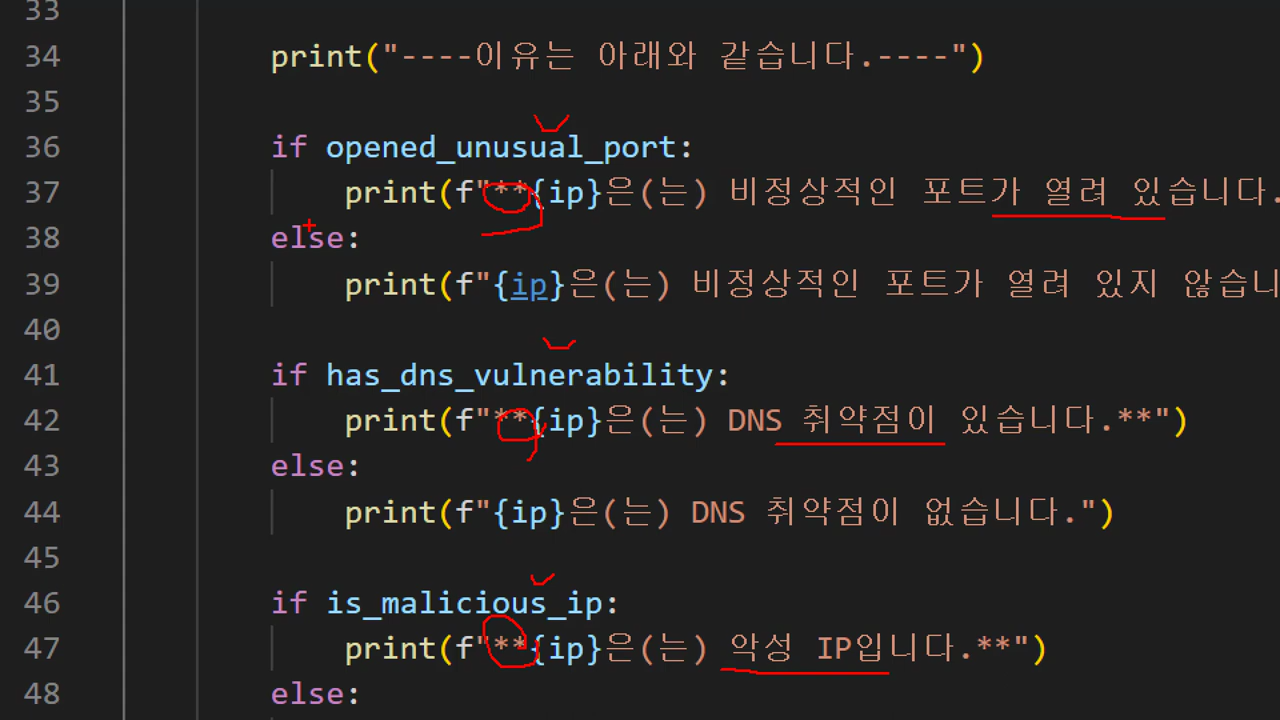 33
34 print("----이유는 아래와 같습니다.----")
35
36 if opened_unusual_port:
37 print(f"**{ip}은(는) 비정상적인 포트가 열려 있습니다.
38 else:
39 print(f"{ip}은(는) 비정상적인 포트가 열려 있지 않습니
40
41 if has_dns_vulnerability:
42 print(f"**{ip}은(는) DNS 취약점이 있습니다.**")
43 else:
44 print(f"{ip}은(는) DNS 취약점이 없습니다.")
45
46 if is_malicious_ip:
47 print(f"**{ip}은(는) 악성 IP입니다.**")
48 else: